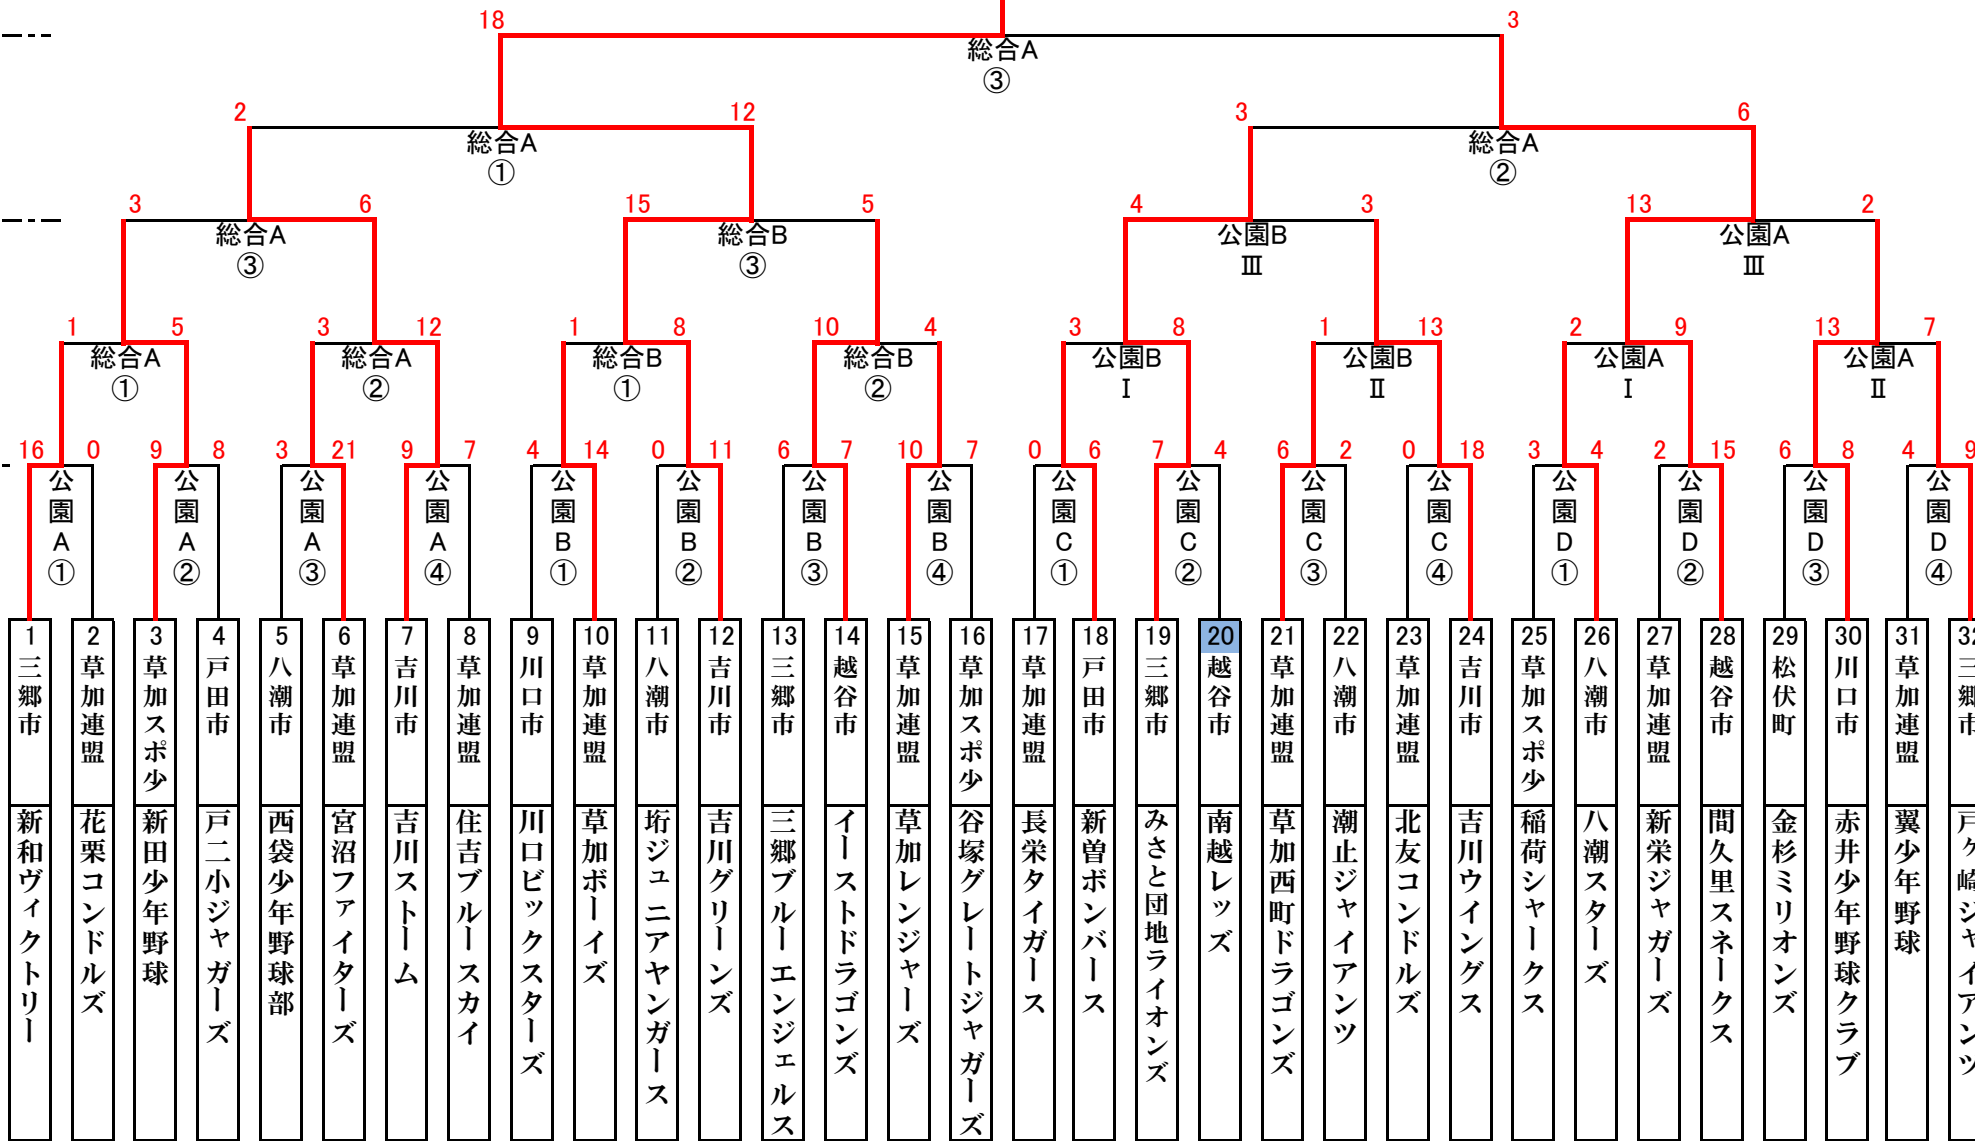 18 3
総合A
③
2 12 3 6
総合A 総合A
① ②
3 6 15 5 4 3 13 2
総合A 総合B 公園B 公園A
③ ③ Ⅲ Ⅲ
1 5 3 12 1 8 10 4 3 8 1 13 2 9 13 7
総合A 総合A 総合B 総合B 公園B 公園B 公園A 公園A
① ② ① ② Ⅰ Ⅱ Ⅰ Ⅱ
16 0 9 8 3 21 9 7 4 14 0 11 6 7 10 7 0 6 7 4 6 2 0 18 3 4 2 15 6 8 4 9
公園A①
公園A②
公園A③
公園A④
公園B①
公園B②
公園B③
公園B④
公園C①
公園C②
公園C③
公園C④
公園D①
公園D②
公園D③
公園D④
1 三郷市 新和ヴィクトリー
2 草加連盟 花栗コンドルズ
3 草加スポ少 新田少年野球
4 戸田市 戸二小ジャガーズ
5 八潮市 西袋少年野球部
6 草加連盟 宮沼ファイターズ
7 吉川市 吉川ストーム
8 草加連盟 住吉ブルースカイ
9 川口市 川口ビックスターズ
10 草加連盟 草加ボーイズ
11 八潮市 垳ジュニアヤンガース
12 吉川市 吉川グリーンズ
13 三郷市 三郷ブルーエンジェルス
14 越谷市 イーストドラゴンズ
15 草加連盟 草加レンジャーズ
16 草加スポ少 谷塚グレートジャガーズ
17 草加連盟 長栄タイガース
18 戸田市 新曽ボンバース
19 三郷市 みさと団地ライオンズ
20 越谷市 南越レッズ
21 草加連盟 草加西町ドラゴンズ
22 八潮市 潮止ジャイアンツ
23 草加連盟 北友コンドルズ
24 吉川市 吉川ウイングス
25 草加スポ少 稲荷シャークス
26 八潮市 八潮スターズ
27 草加連盟 新栄ジャガーズ
28 越谷市 間久里スネークス
29 松伏町 金杉ミリオンズ
30 川口市 赤井少年野球クラブ
31 草加連盟 翼少年野球
32 三郷市 戸ヶ崎ジャイアンツ